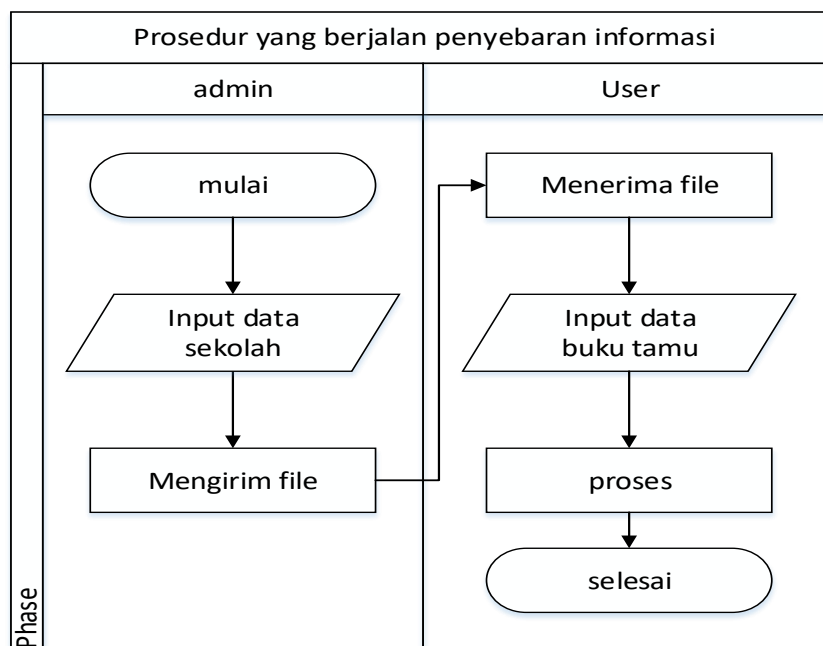 Prosedur yang berjalan penyebaran informasi
admin
User
mulai
Input data
sekolah
Mengirim file
Menerima file
Input data
buku tamu
proses
selesai
Phase